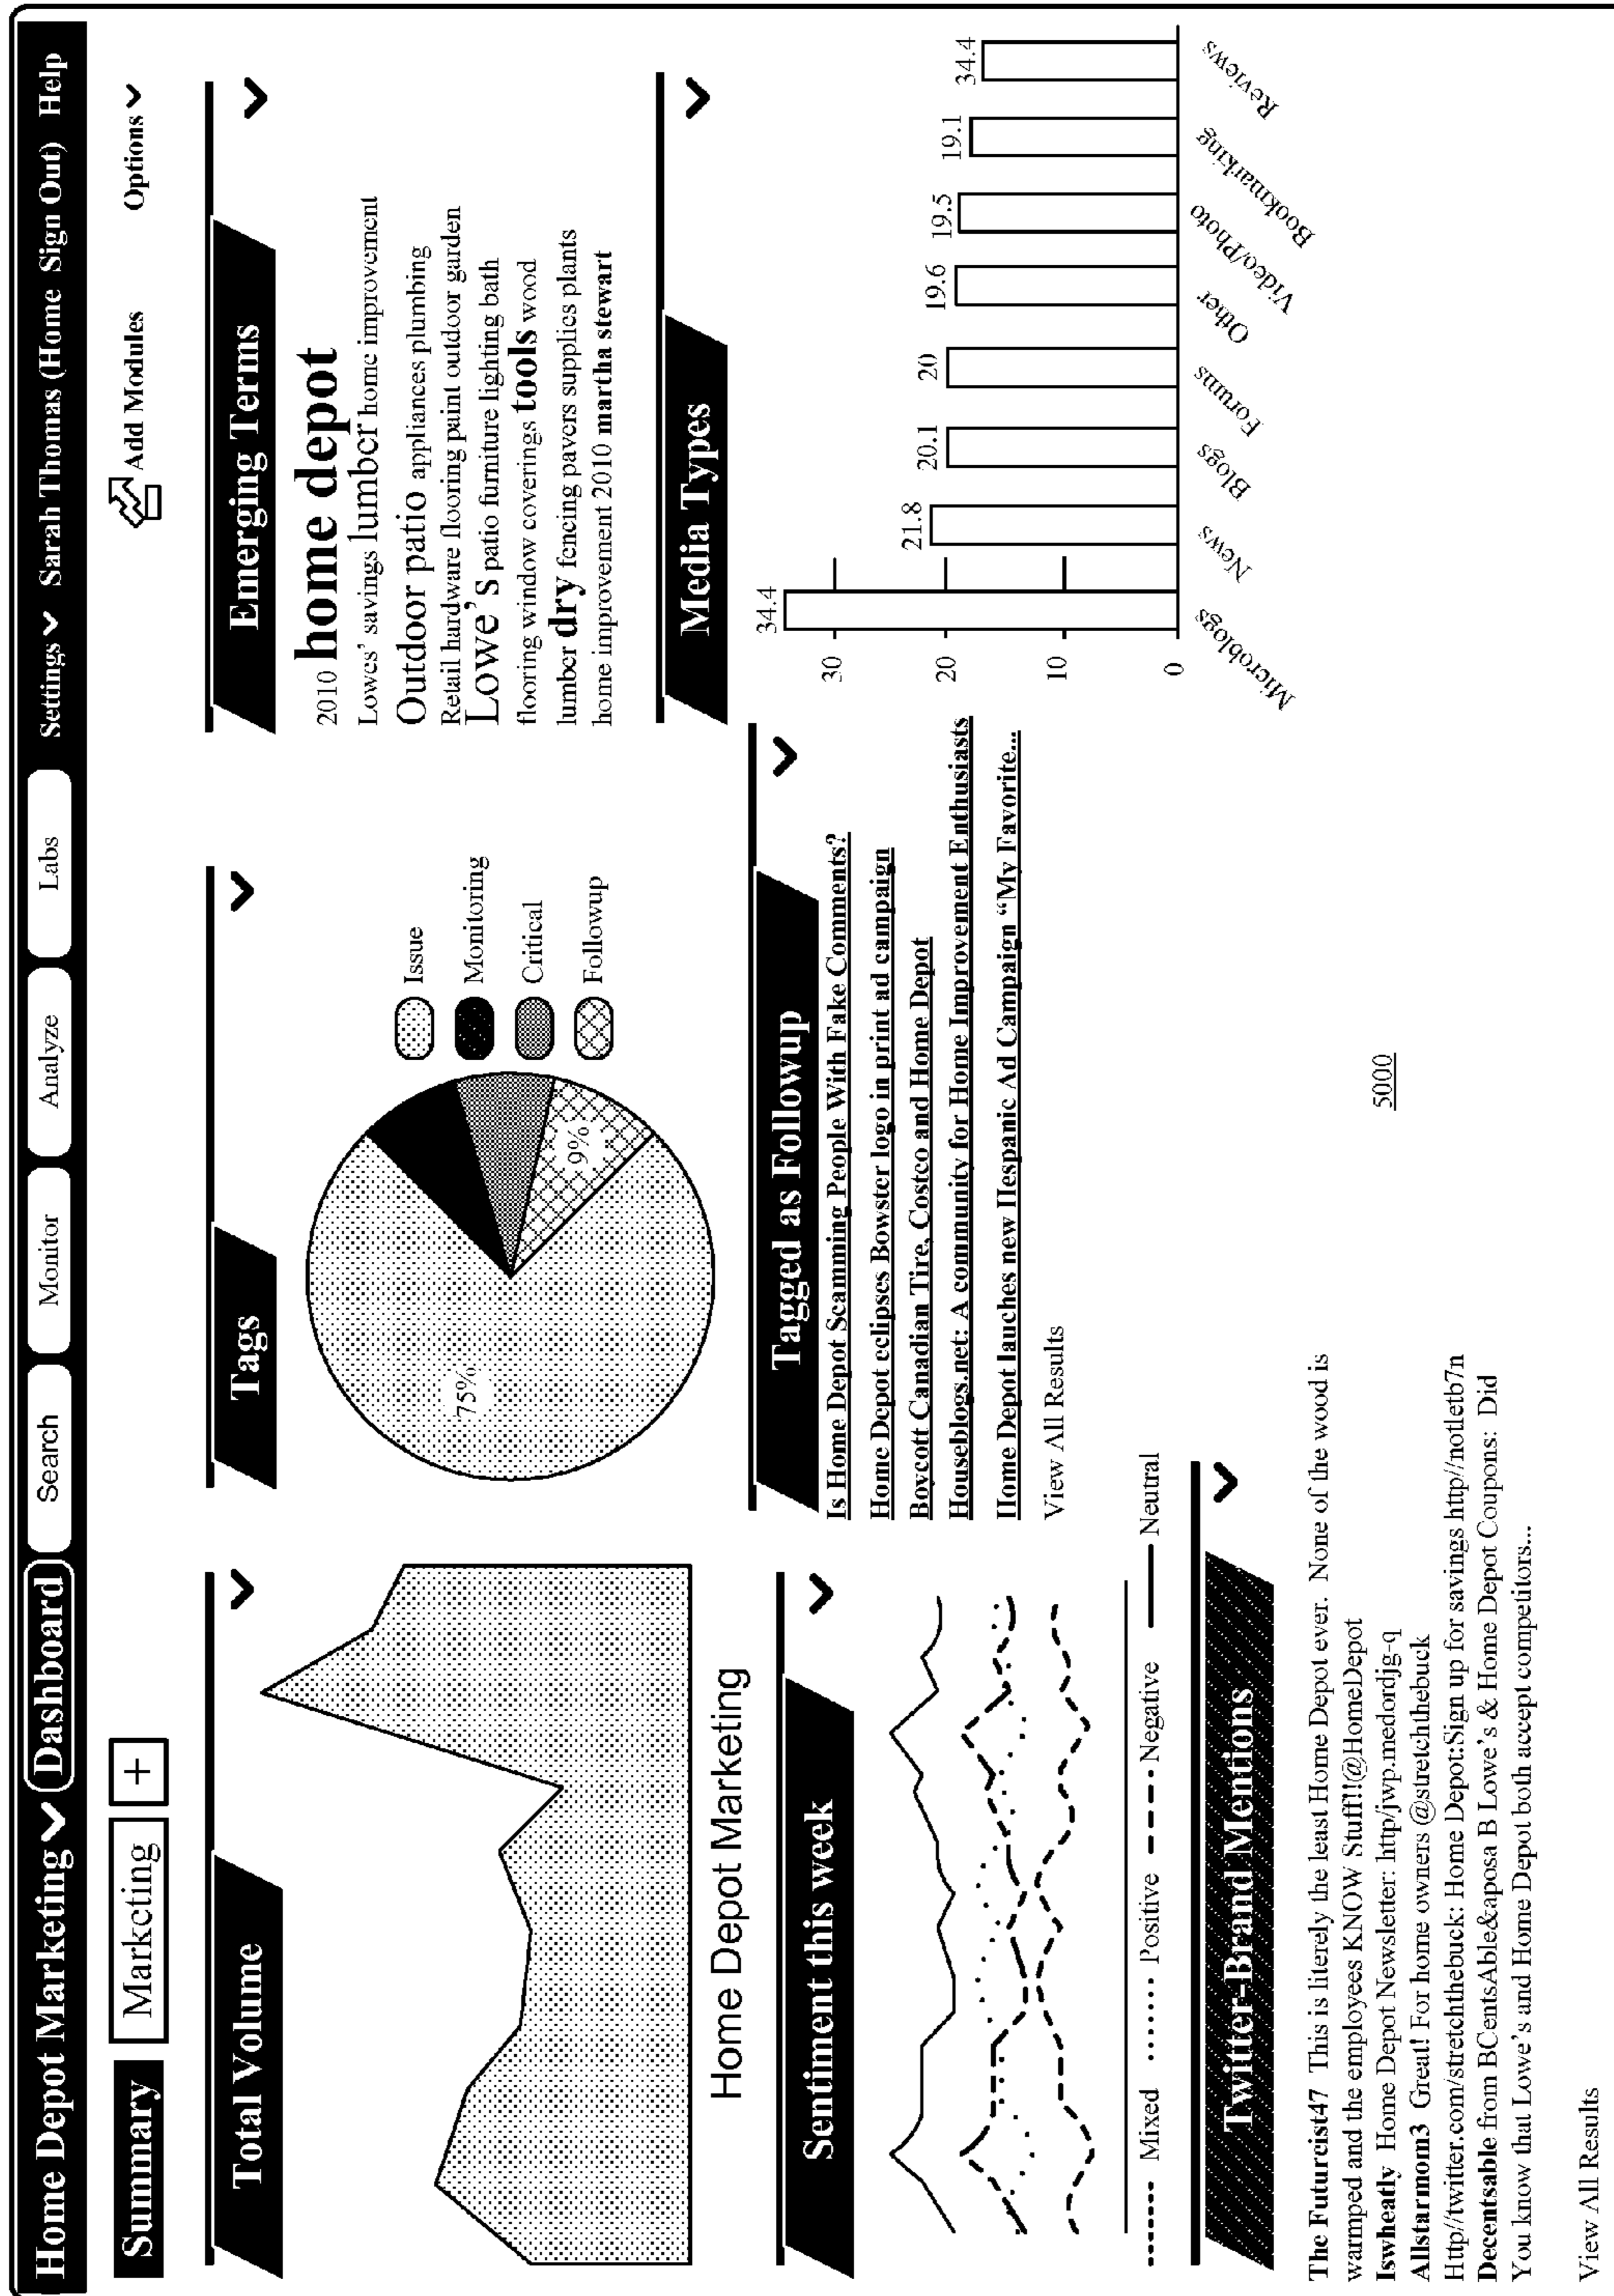 Home Depot Marketing Dashboard Search Monitor Analyze Labs Settings Sarah Thomas (Home Sign Out) Help
Summary Marketing + Add Modules Options
Total Volume
Home Depot Marketing
Tags
75%
9%
Issue
Monitoring
Critical
Followup
Emerging Terms
2010 home depot
Lowes' savings lumber home improvement
Outdoor patio appliances plumbing
Retail hardware flooring paint outdoor garden
Lowe's patio furniture lighting bath
flooring window coverings tools wood
lumber dry fencing pavers supplies plants
home improvement 2010 martha stewart
Sentiment this week
Mixed Positive Negative Neutral
Tagged as Followup
Is Home Depot Scamming People With Fake Comments?
Home Depot eclipses Bowster logo in print ad campaign
Boycott Canadian Tire, Costco and Home Depot
Houseblogs.net: A community for Home Improvement Enthusiasts
Home Depot lauches new Hespanic Ad Campaign "My Favorite...
View All Results
Media Types
34.4 21.8 20.1 20 19.6 19.5 19.1 34.4
30
20
10
0
Microblogs News Blogs Forums Other Video/Photo Bookmarking Reviews
Twitter-Brand Mentions
The Futurcist47 This is literely the least Home Depot ever. None of the wood is
warmped and the employees KNOW Stuff!!@HomeDepot
Iswheatly Home Depot Newsletter: http/jwp.medordjg-q
Allstarmom3 Great! For home owners @stretchthebuck
Http//twitter.com/stretchthebuck: Home Depot:Sign up for savings http//notletb7n
Decentsable from BCentsAble&aposa B Lowe's & Home Depot Coupons: Did
You know that Lowe's and Home Depot both accept competitors...
View All Results
5000